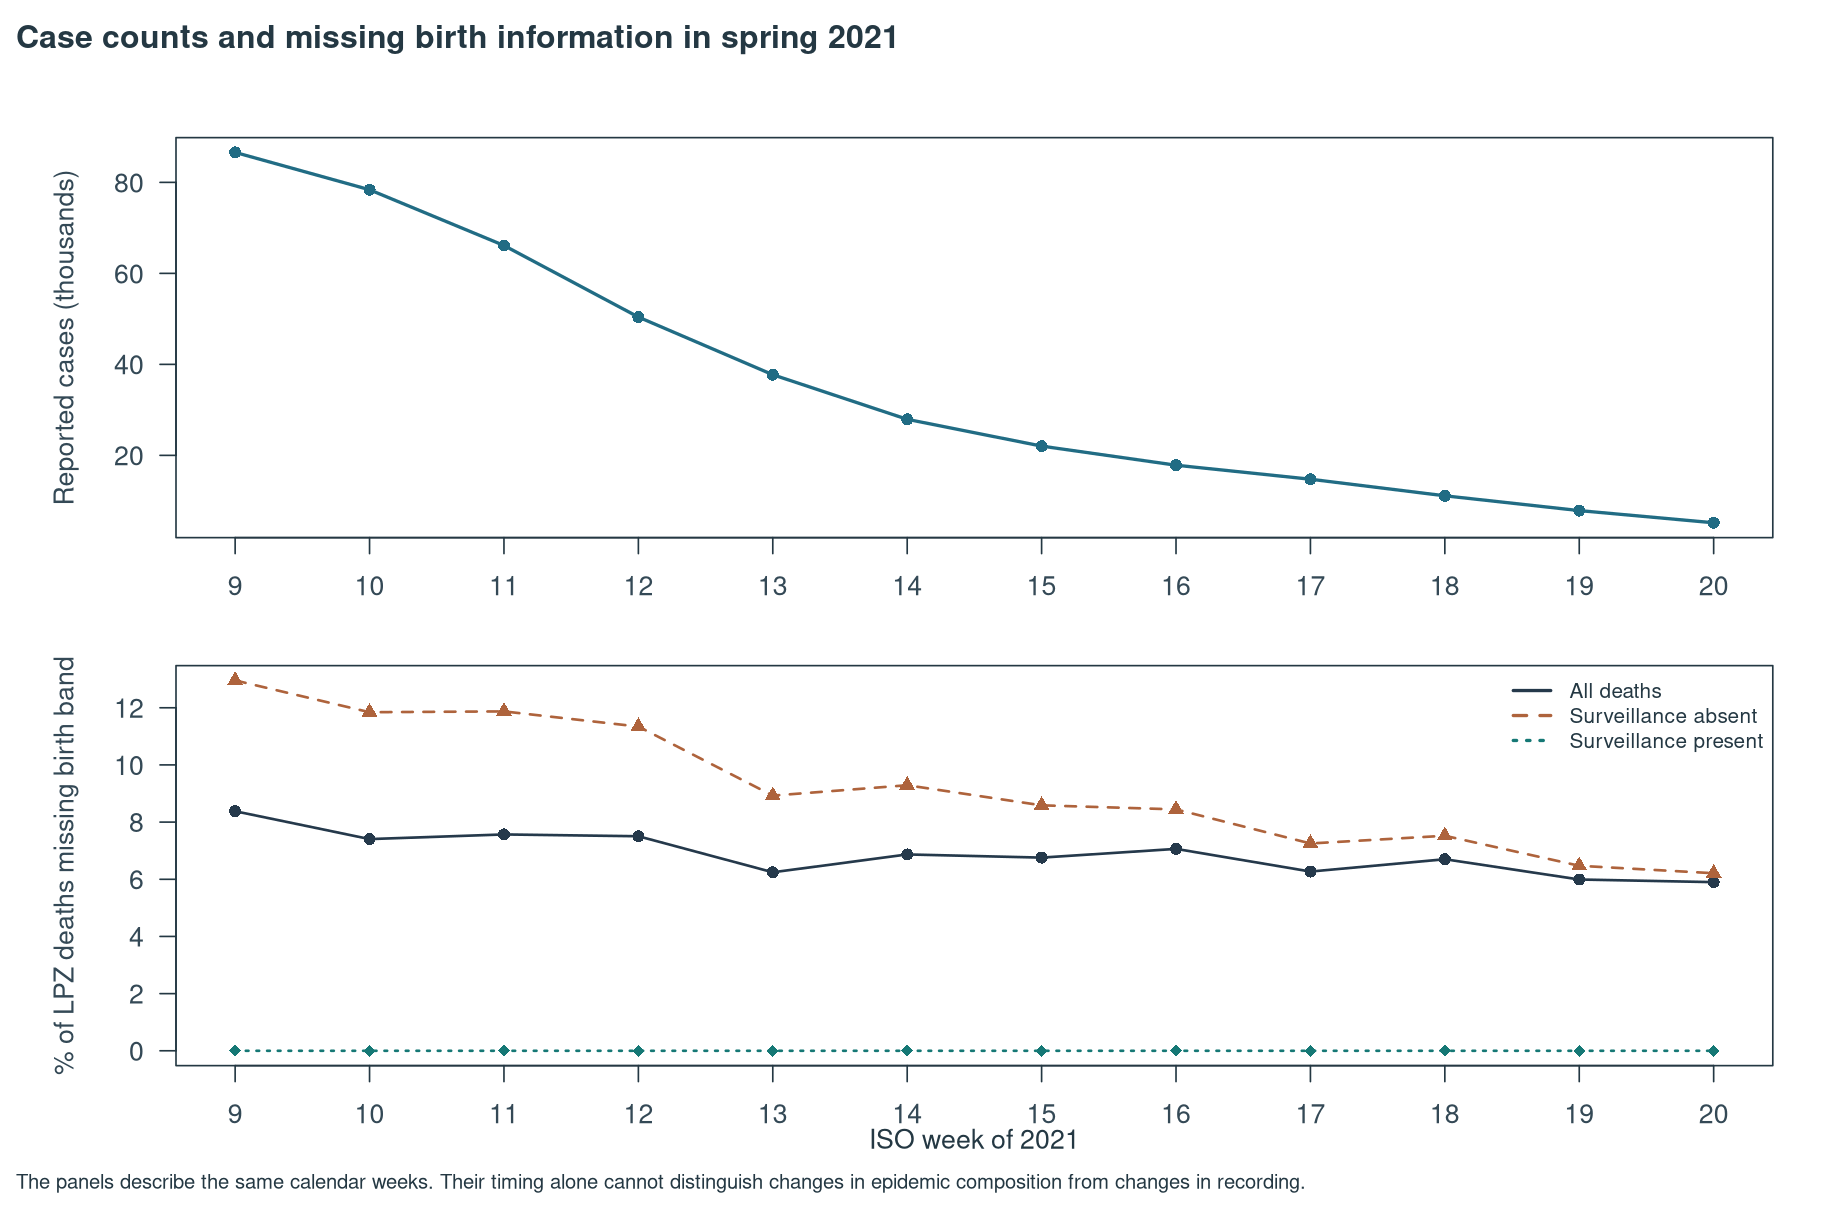 Case counts and missing birth information in spring 2021
Reported cases (thousands)
80
60
40
20
9 10 11 12 13 14 15 16 17 18 19 20
% of LPZ deaths missing birth band
12
10
8
6
4
2
0
All deaths
Surveillance absent
Surveillance present
9 10 11 12 13 14 15 16 17 18 19 20
ISO week of 2021
The panels describe the same calendar weeks. Their timing alone cannot distinguish changes in epidemic composition from changes in recording.